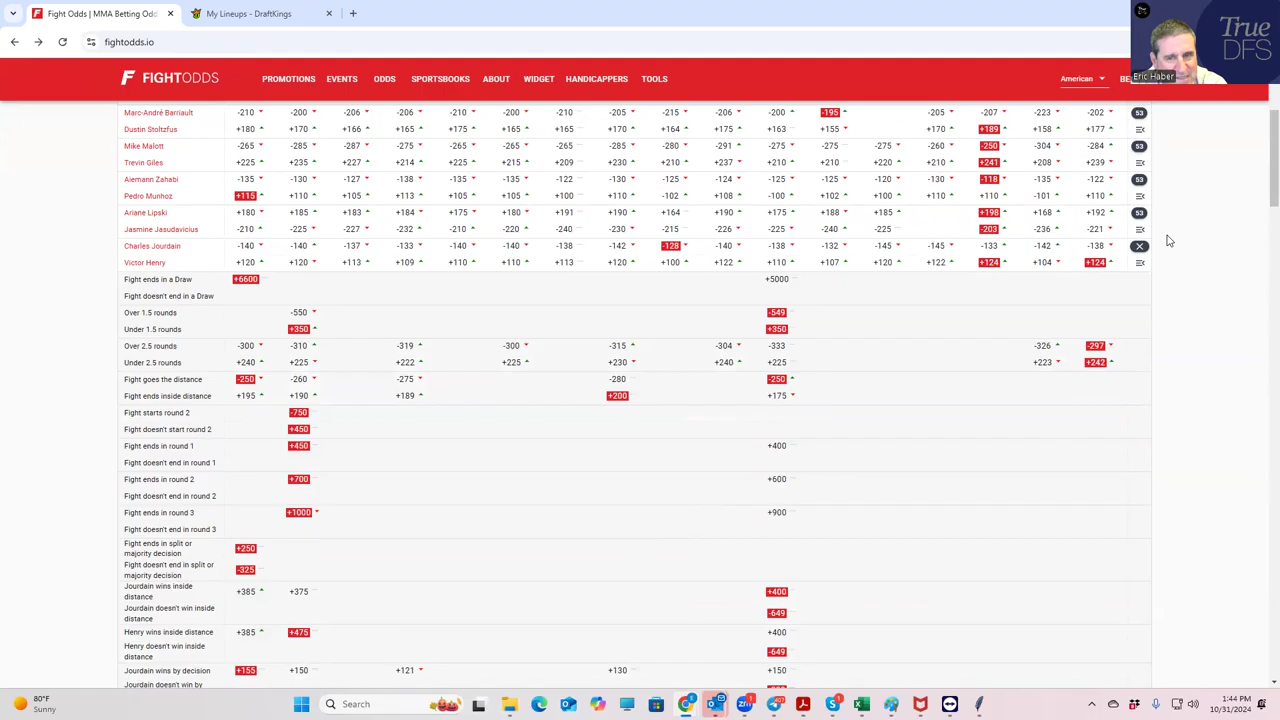 Fight Odds | MMA Betting Odd
My Lineups - DraftKings
fightodds.io
True
DFS
Eric Haber
FIGHTODDS
PROMOTIONS EVENTS ODDS SPORTSBOOKS ABOUT WIDGET HANDICAPPERS TOOLS American
Marc-André Barriault -210 -200 -206 -206 -210 -200 -210 -205 -215 -206 -200 -195 -205 -207 -223 -202 53
Dustin Stoltzfus +180 +170 +166 +165 +175 +165 +165 +170 +164 +175 +163 +155 +170 +189 +158 +177
Mike Malott -265 -285 -287 -275 -265 -265 -265 -285 -280 -291 -275 -275 -275 -260 -250 -304 -284 53
Trevin Giles +225 +235 +227 +214 +225 +215 +209 +230 +210 +237 +210 +210 +220 +210 +241 +208 +239
Aiemann Zahabi -135 -130 -127 -138 -135 -135 -122 -130 -125 -124 -125 -125 -120 -130 -118 -135 -122 53
Pedro Munhoz +115 +110 +105 +113 +105 +105 -100 +110 -102 +108 -100 +102 +100 +110 +110 -101 +110
Ariane Lipski +180 +185 +183 +184 +175 +180 +191 +190 +164 +190 +175 +188 +185 +198 +168 +192 53
Jasmine Jasudavicius -210 -225 -227 -232 -210 -220 -230 -230 -215 -226 -225 -240 -225 -203 -236 -221
Charles Jourdain -140 -140 -137 -133 -140 -140 -138 -142 -128 -140 -138 -132 -145 -145 -133 -142 -138
Victor Henry +120 +120 +113 +109 +110 +110 +113 +120 +100 +122 +110 +107 +120 +122 +124 +104 +124
Fight ends in a Draw +6600 +5000
Fight doesn't end in a Draw
Over 1.5 rounds -550 -549
Under 1.5 rounds +350 +350
Over 2.5 rounds -300 -310 -319 -300 -315 -304 -333 -326 -297
Under 2.5 rounds +240 +225 +222 +225 +230 +240 +225 +223 +242
Fight goes the distance -250 -260 -275 -280 -250
Fight ends inside distance +195 +190 +189 +200 +175
Fight starts round 2 -750
Fight doesn't start round 2 +450
Fight ends in round 1 +450 +400
Fight doesn't end in round 1
Fight ends in round 2 +700 +600
Fight doesn't end in round 2
Fight ends in round 3 +1000 +900
Fight doesn't end in round 3
Fight ends in split or
majority decision +250
Fight doesn't end in split or
majority decision -325
Jourdain wins inside
distance +385 +375 +400
Jourdain doesn't win inside
distance -649
Henry wins inside distance +385 +475 +400
Henry doesn't win inside
distance -649
Jourdain wins by decision +155 +150 +121 +130 +150
Jourdain doesn't win by
80°F
Sunny
Search
1:44 PM
10/31/2024